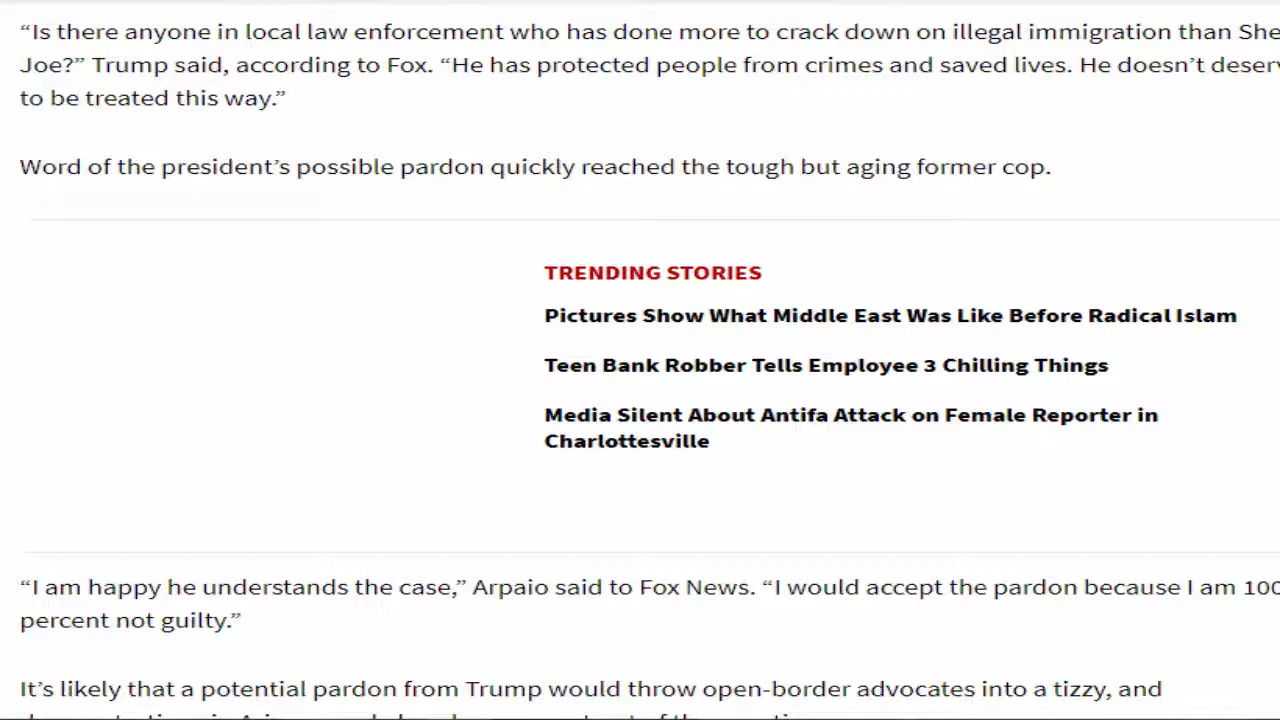 “Is there anyone in local law enforcement who has done more to crack down on illegal immigration than
Joe?” Trump said, according to Fox. “He has protected people from crimes and saved lives. He doesn’t
to be treated this way.”
Word of the president’s possible pardon quickly reached the tough but aging former cop.
TRENDING STORIES
Pictures Show What Middle East Was Like Before Radical Islam
Teen Bank Robber Tells Employee 3 Chilling Things
Media Silent About Antifa Attack on Female Reporter in
Charlottesville
“I am happy he understands the case,” Arpaio said to Fox News. “I would accept the pardon because I am 100
percent not guilty.”
It’s likely that a potential pardon from Trump would throw open-border advocates into a tizzy, and